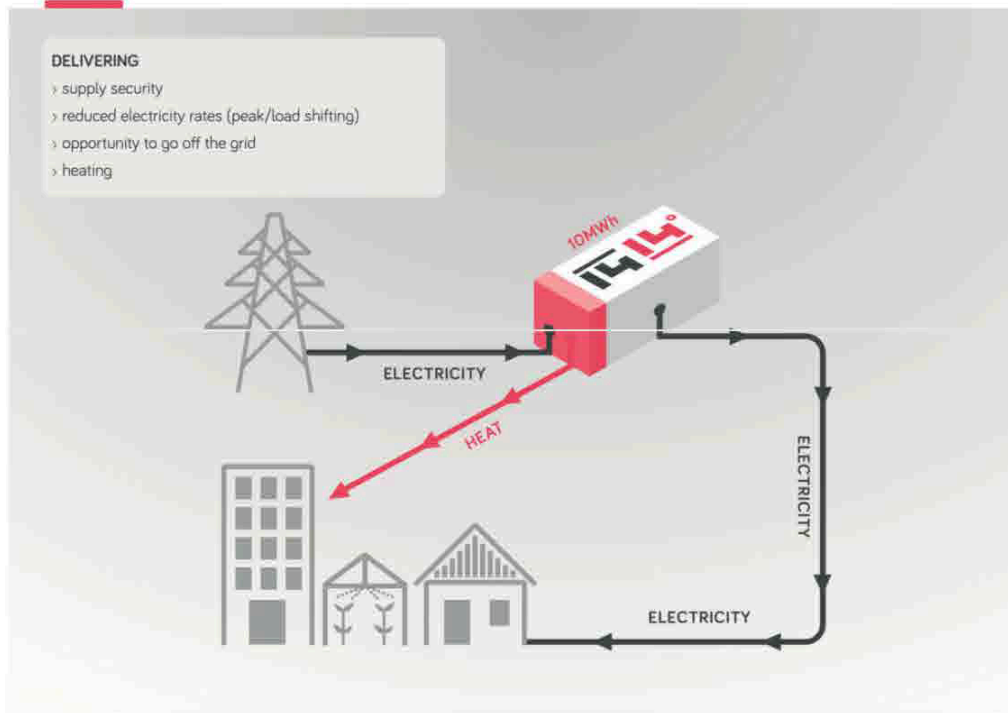 DELIVERING
› supply security
› reduced electricity rates (peak/load shifting)
› opportunity to go off the grid
› heating
10MWh
1414°
ELECTRICITY
HEAT
ELECTRICITY
ELECTRICITY